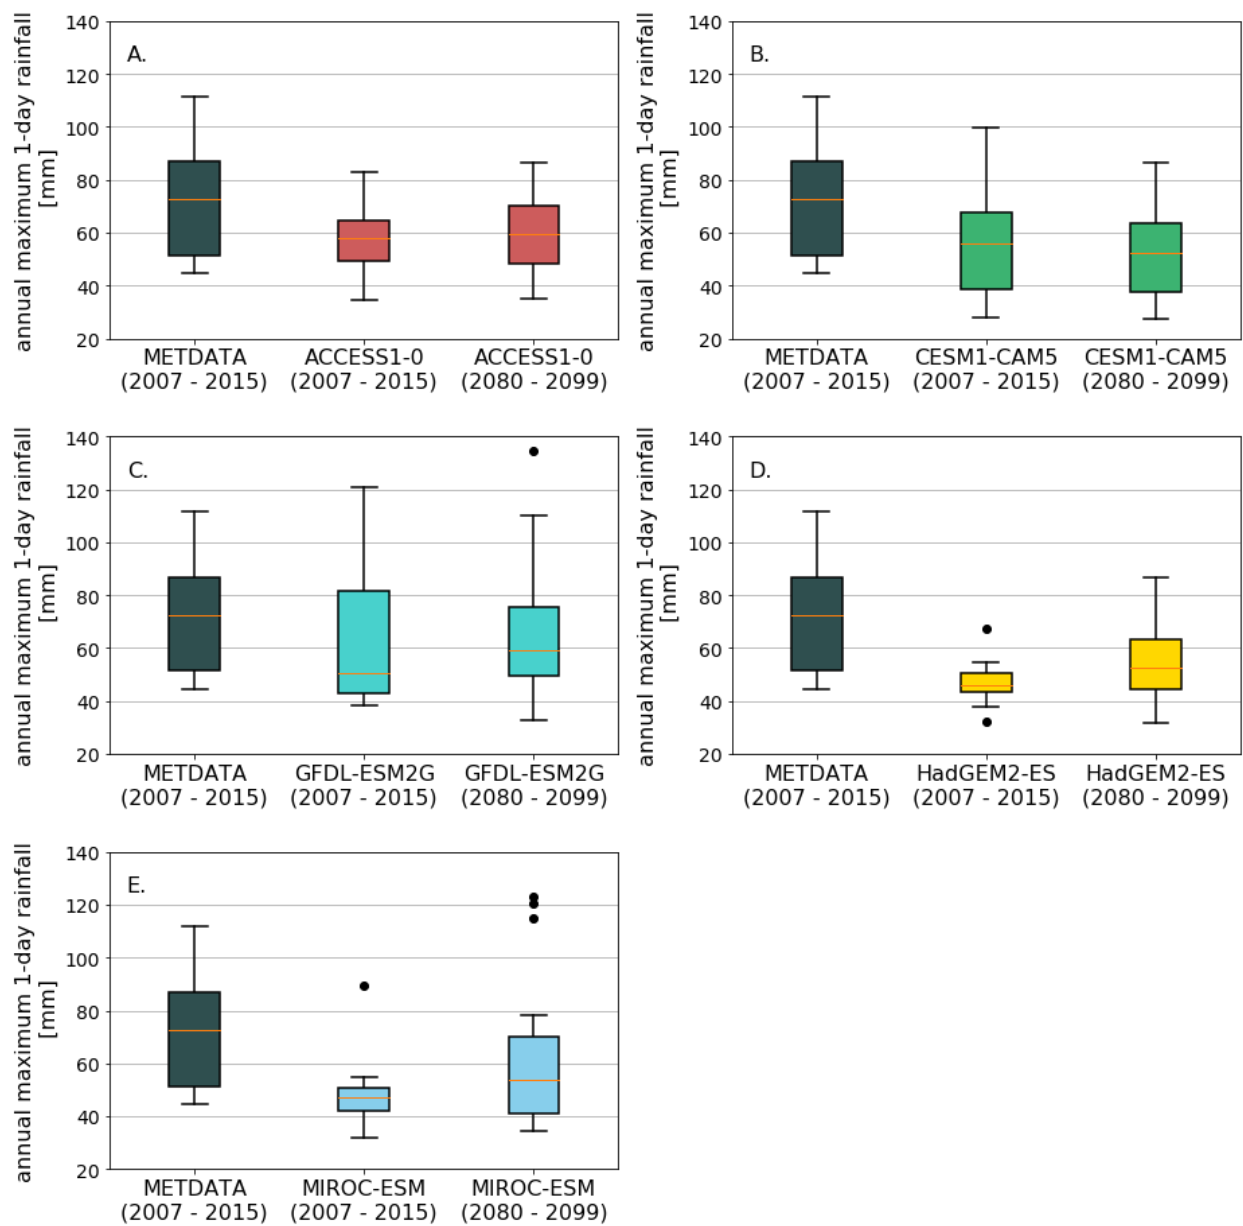 A.
annual maximum 1-day rainfall
[mm]
140
120
100
80
60
40
20
METDATA
(2007 - 2015)
ACCESS1-0
(2007 - 2015)
ACCESS1-0
(2080 - 2099)
B.
annual maximum 1-day rainfall
[mm]
140
120
100
80
60
40
20
METDATA
(2007 - 2015)
CESM1-CAM5
(2007 - 2015)
CESM1-CAM5
(2080 - 2099)
C.
annual maximum 1-day rainfall
[mm]
140
120
100
80
60
40
20
METDATA
(2007 - 2015)
GFDL-ESM2G
(2007 - 2015)
GFDL-ESM2G
(2080 - 2099)
D.
annual maximum 1-day rainfall
[mm]
140
120
100
80
60
40
20
METDATA
(2007 - 2015)
HadGEM2-ES
(2007 - 2015)
HadGEM2-ES
(2080 - 2099)
E.
annual maximum 1-day rainfall
[mm]
140
120
100
80
60
40
20
METDATA
(2007 - 2015)
MIROC-ESM
(2007 - 2015)
MIROC-ESM
(2080 - 2099)